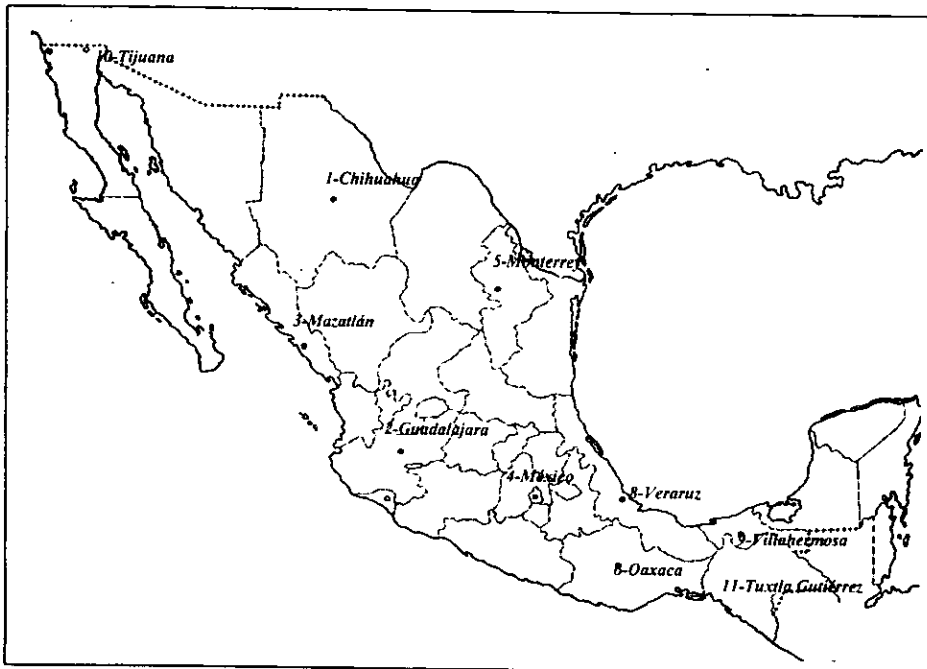 10-Tijuana
1-Chihuahua
5-Monterrey
3-Mazatlán
2-Guadalajara
4-México
8-Veraruz
9-Villahermosa
8-Oaxaca
11-Tuxtla Gutiérrez